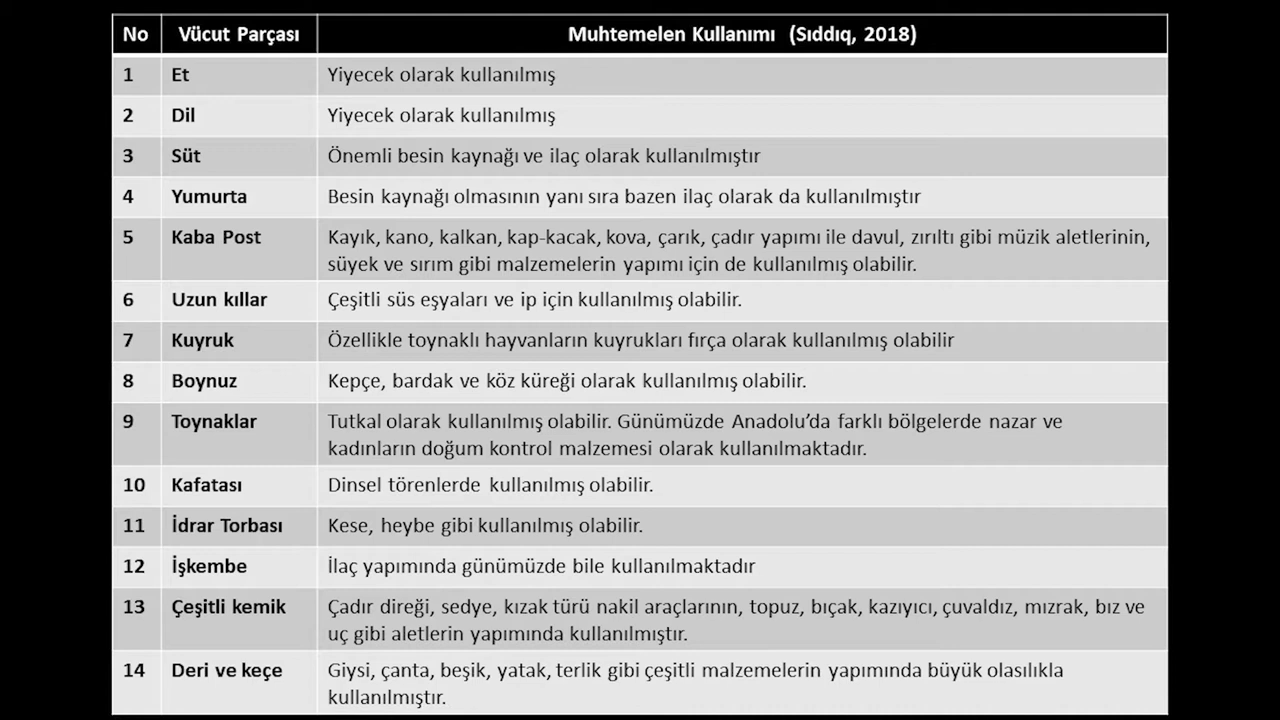 No Vücut Parçası Muhtemelen Kullanımı (Sıddıq, 2018)
1 Et Yiyecek olarak kullanılmış
2 Dil Yiyecek olarak kullanılmış
3 Süt Önemli besin kaynağı ve ilaç olarak kullanılmıştır
4 Yumurta Besin kaynağı olmasının yanı sıra bazen ilaç olarak da kullanılmıştır
5 Kaba Post Kayık, kano, kalkan, kap-kacak, kova, çarık, çadır yapımı ile davul, zırıltı gibi müzik aletlerinin,
süyek ve sırım gibi malzemelerin yapımı için de kullanılmış olabilir.
6 Uzun kıllar Çeşitli süs eşyaları ve ip için kullanılmış olabilir.
7 Kuyruk Özellikle toynaklı hayvanların kuyrukları fırça olarak kullanılmış olabilir
8 Boynuz Kepçe, bardak ve köz küreği olarak kullanılmış olabilir.
9 Toynaklar Tutkal olarak kullanılmış olabilir. Günümüzde Anadolu’da farklı bölgelerde nazar ve
kadınların doğum kontrol malzemesi olarak kullanılmaktadır.
10 Kafatası Dinsel törenlerde kullanılmış olabilir.
11 İdrar Torbası Kese, heybe gibi kullanılmış olabilir.
12 İşkembe İlaç yapımında günümüzde bile kullanılmaktadır
13 Çeşitli kemik Çadır direği, sedye, kızak türü nakil araçlarının, topuz, bıçak, kazıyıcı, çuvaldız, mızrak, bız ve
uç gibi aletlerin yapımında kullanılmıştır.
14 Deri ve keçe Giysi, çanta, beşik, yatak, terlik gibi çeşitli malzemelerin yapımında büyük olasılıkla
kullanılmıştır.